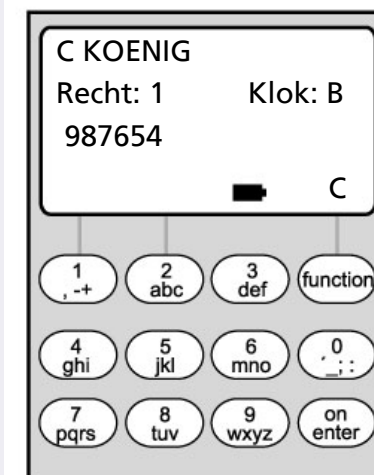 C KOENIG
Recht: 1 Klok: B
987654
C
1 2 3 function
, -+ abc def
4 5 6 0
ghi jkl mno ´_; :
7 8 9 on
pqrs tuv wxyz enter